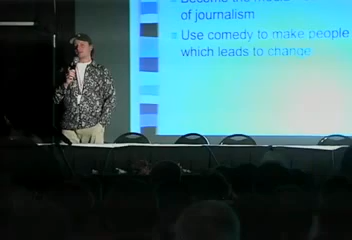 of journalism
Use comedy to make people
which leads to change